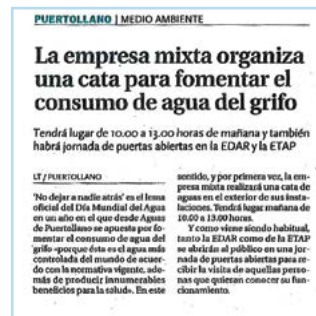 PUERTOLLANO | MEDIO AMBIENTE
La empresa mixta organiza
una cata para fomentar el
consumo de agua del grifo
Tendrá lugar de 10.00 a 13.00 horas de mañana y también
habrá jornada de puertas abiertas en la EDAR y la ETAP
LT / PUERTOLLANO
'No dejar a nadie atrás' es el lema
oficial del Día Mundial del Agua
en un año en el que desde Aguas
de Puertollano se apuesta por fo-
mentar el consumo de agua del
grifo «porque ésta es el agua más
controlada del mundo de acuer-
do con la normativa vigente, ade-
más de producir innumerables
beneficios para la salud». En este
sentido, y por primera vez, la em-
presa mixta realizará una cata de
aguas en el exterior de sus insta-
laciones. Tendrá lugar mañana de
10.00 a 13.00 horas.
Y como viene siendo habitual,
tanto la EDAR como de la ETAP
se abrirán al público en una jor-
nada de puertas abiertas para re-
cibir la visita de aquellas perso-
nas que quieran conocer su fun-
cionamiento.